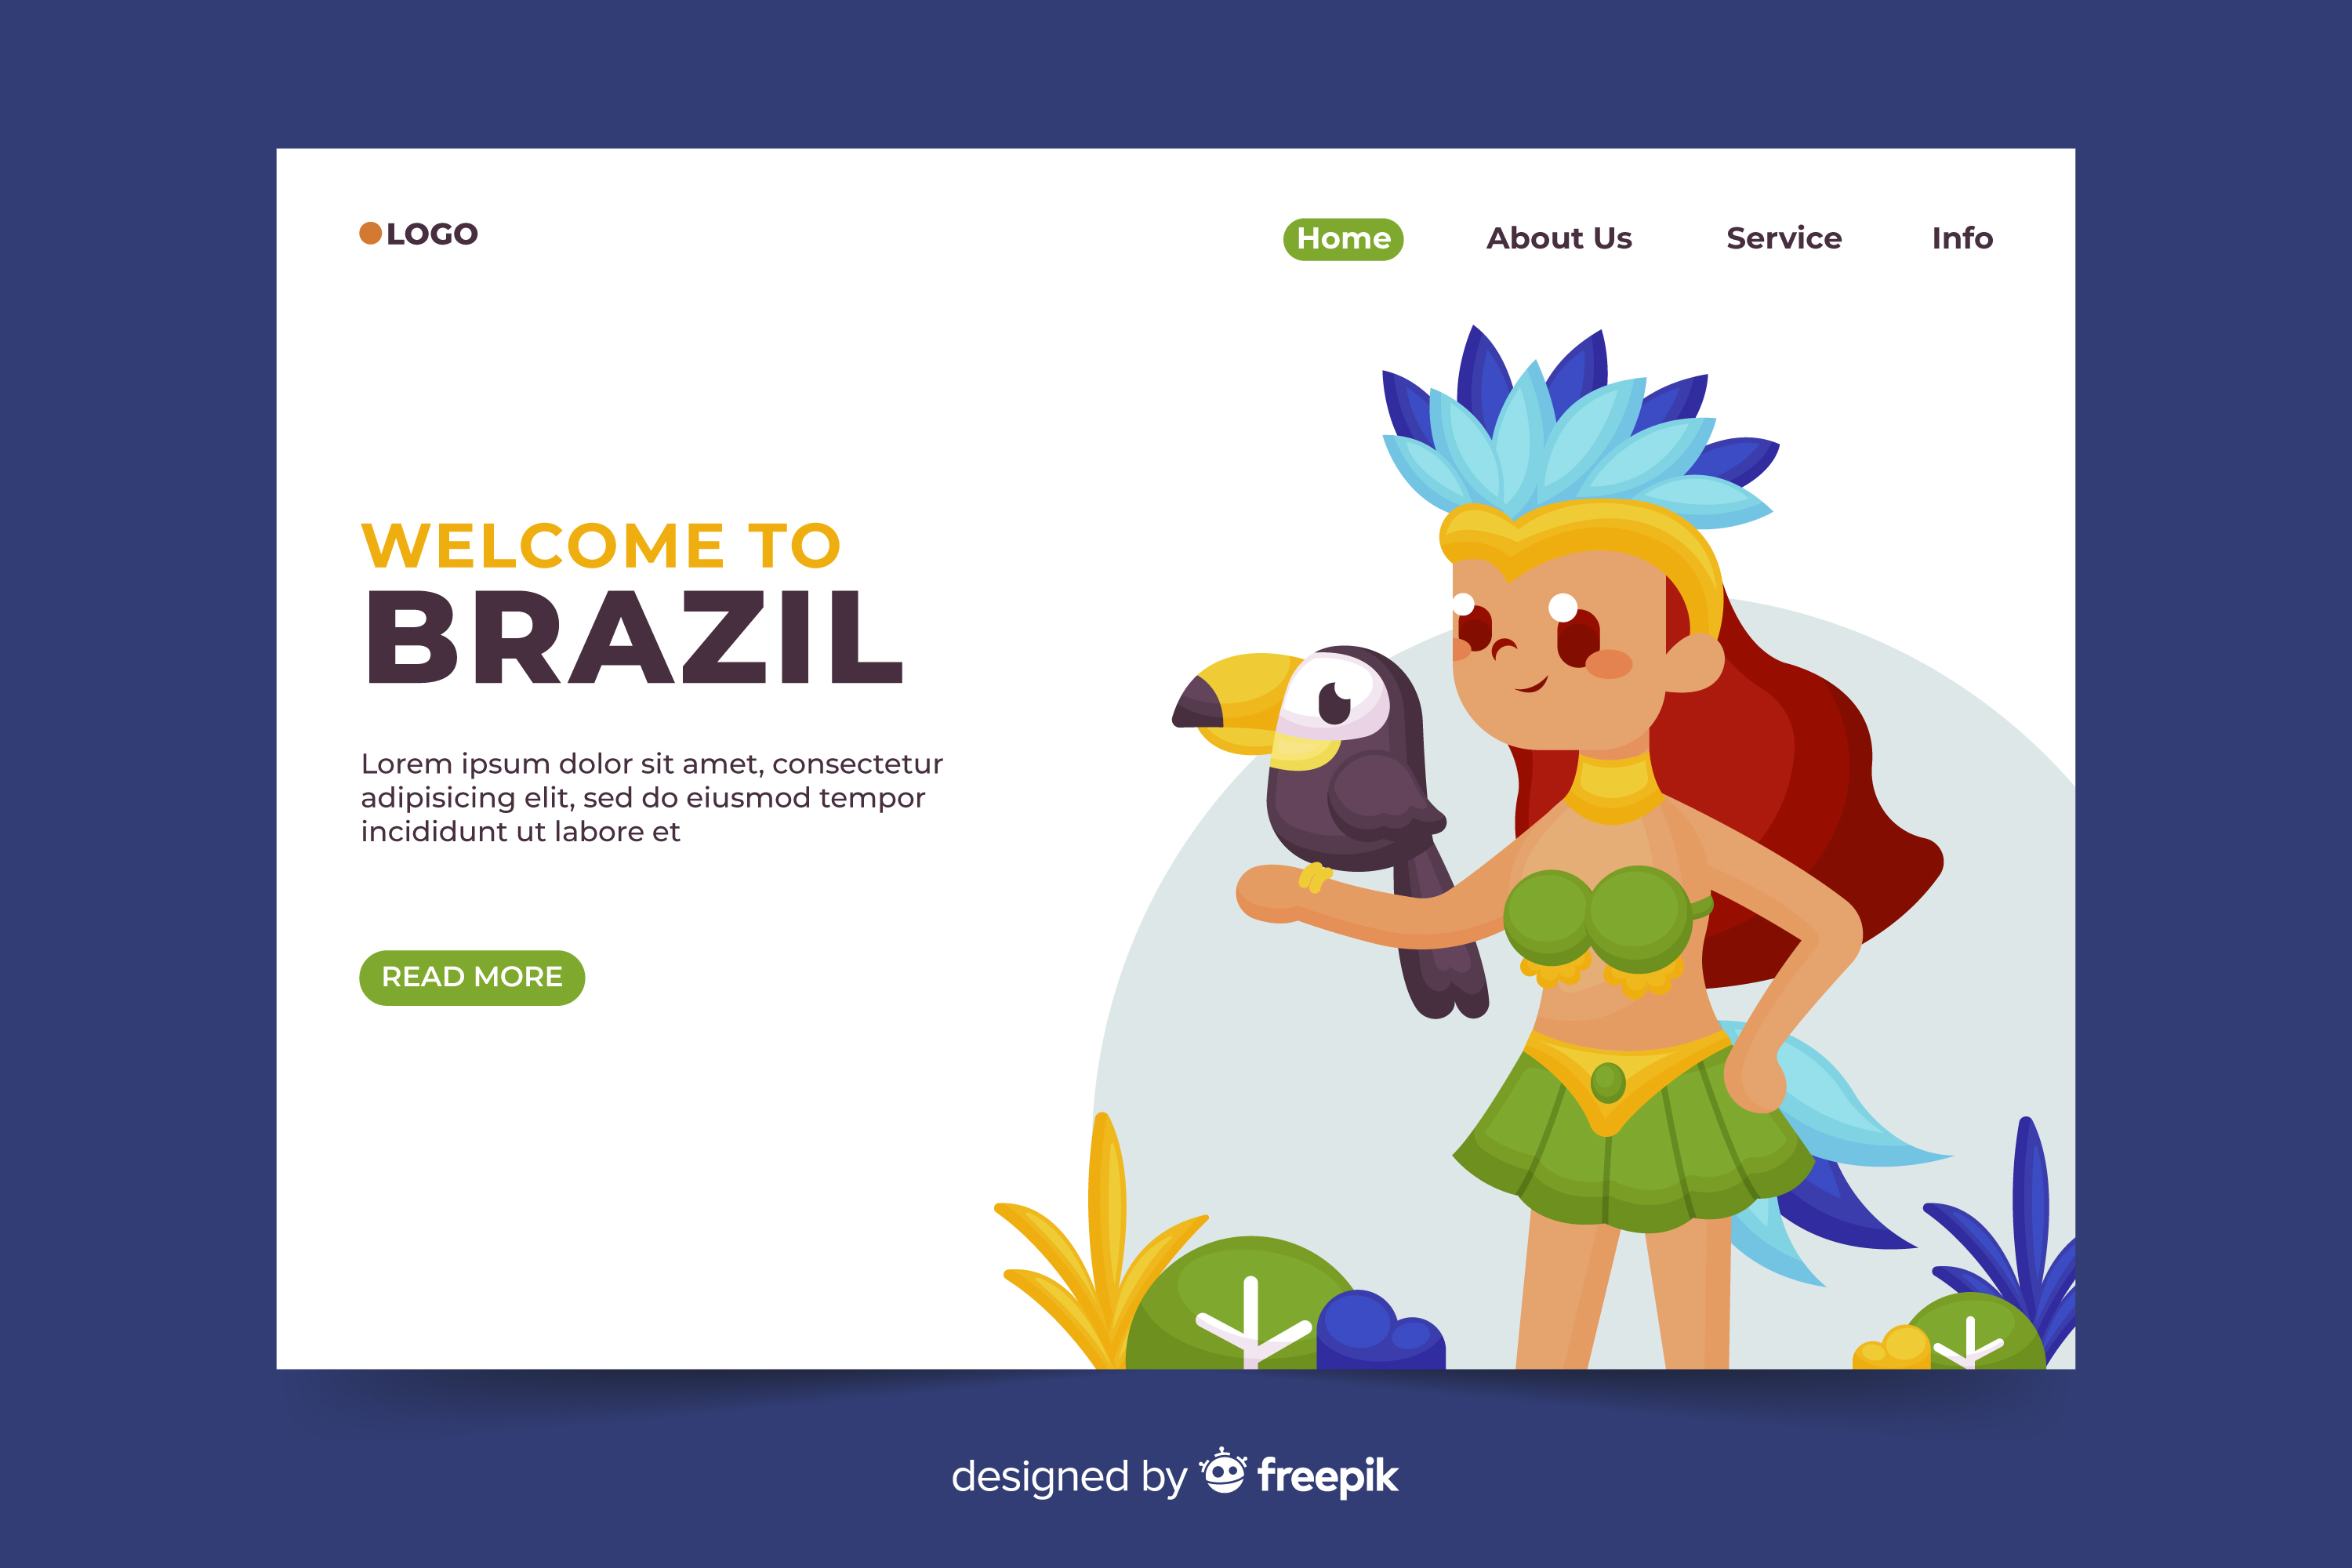 LOGO
Home About Us Service Info
WELCOME TO
BRAZIL
Lorem ipsum dolor sit amet, consectetur
adipisicing elit, sed do eiusmod tempor
incididunt ut labore et
READ MORE
designed by freepik